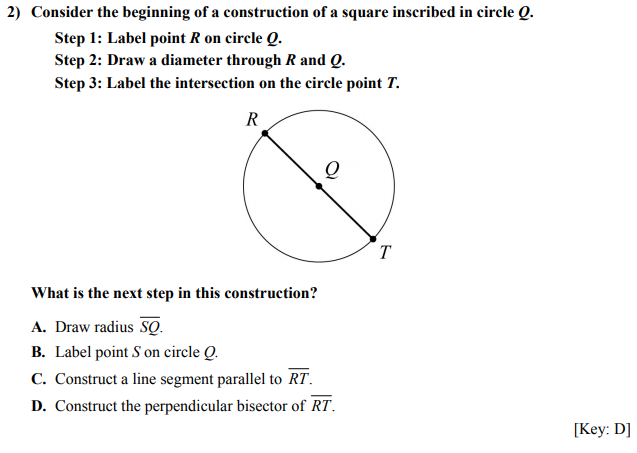 2) Consider the beginning of a construction of a square inscribed in circle Q.
Step 1: Label point R on circle Q.
Step 2: Draw a diameter through R and Q.
Step 3: Label the intersection on the circle point T.
R
Q
T
What is the next step in this construction?
A. Draw radius S̅Q̅.
B. Label point S on circle Q.
C. Construct a line segment parallel to R̅T̅.
D. Construct the perpendicular bisector of R̅T̅.
[Key: D]